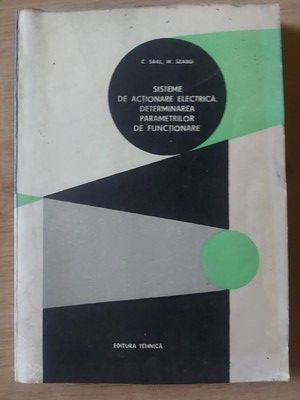 C. SAAL, W. SZABO
SISTEME
DE ACȚIONARE ELECTRICĂ.
DETERMINAREA
PARAMETRILOR
DE FUNCȚIONARE
EDITURA TEHNICĂ